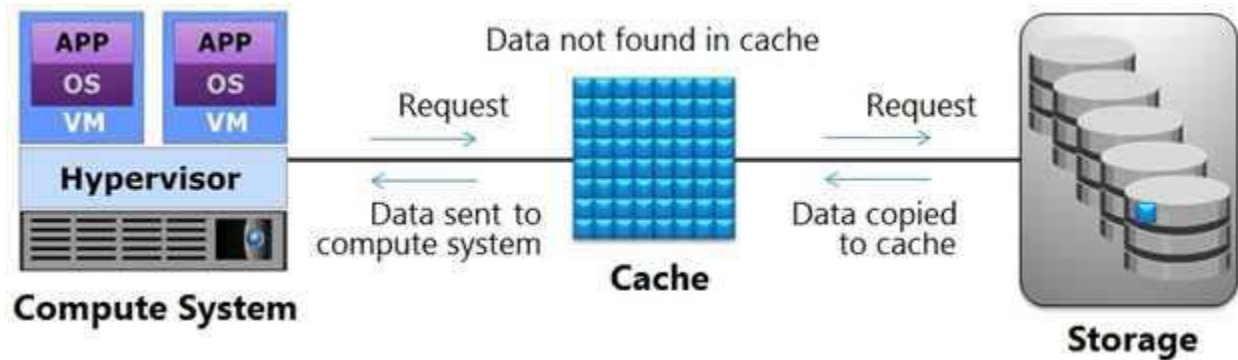 APP
OS
VM
APP
OS
VM
Hypervisor
Compute System
Data not found in cache
Request
Data sent to
compute system
Cache
Request
Data copied
to cache
Storage